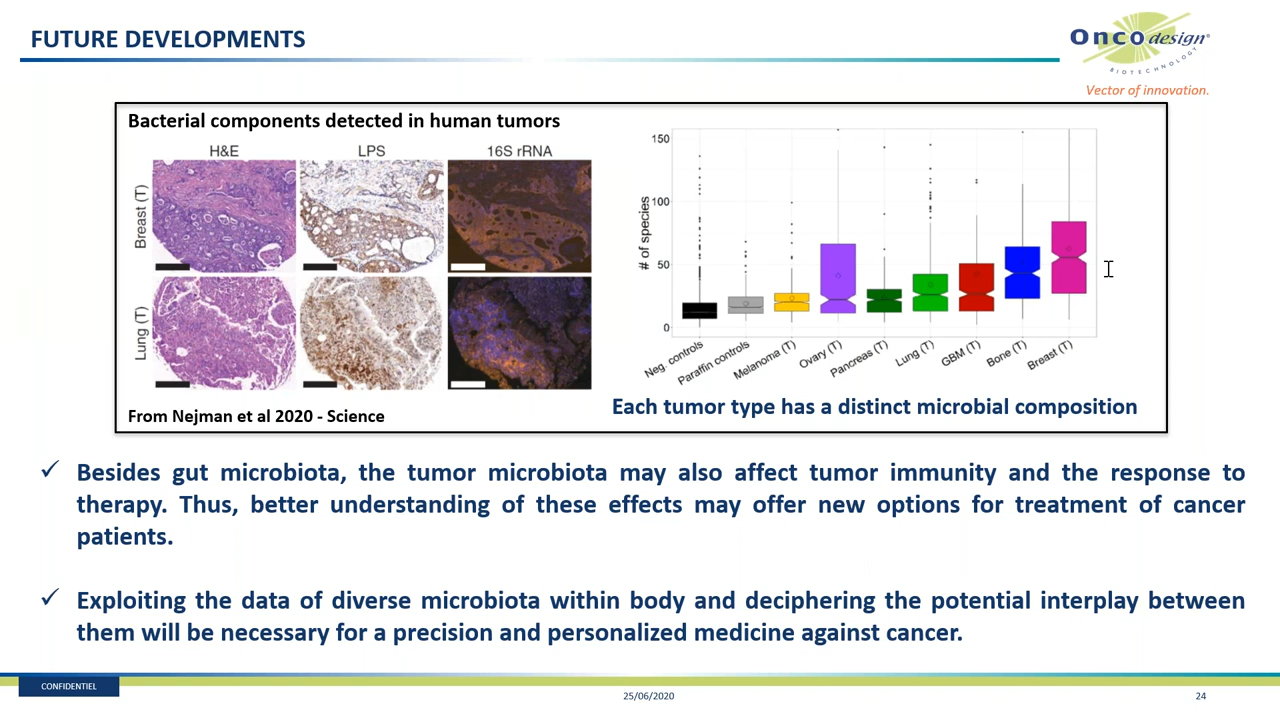 FUTURE DEVELOPMENTS
Oncodesign®
BIOTECHNOLOGY
Vector of innovation.
Bacterial components detected in human tumors
H&E LPS 16S rRNA
Breast (T)
Lung (T)
From Nejman et al 2020 - Science
# of species
150
100
50
0
Neg. controls
Paraffin controls
Melanoma (T)
Ovary (T)
Pancreas (T)
Lung (T)
GBM (T)
Bone (T)
Breast (T)
Each tumor type has a distinct microbial composition
✓ Besides gut microbiota, the tumor microbiota may also affect tumor immunity and the response to
therapy. Thus, better understanding of these effects may offer new options for treatment of cancer
patients.
✓ Exploiting the data of diverse microbiota within body and deciphering the potential interplay between
them will be necessary for a precision and personalized medicine against cancer.
CONFIDENTIEL
25/06/2020
24